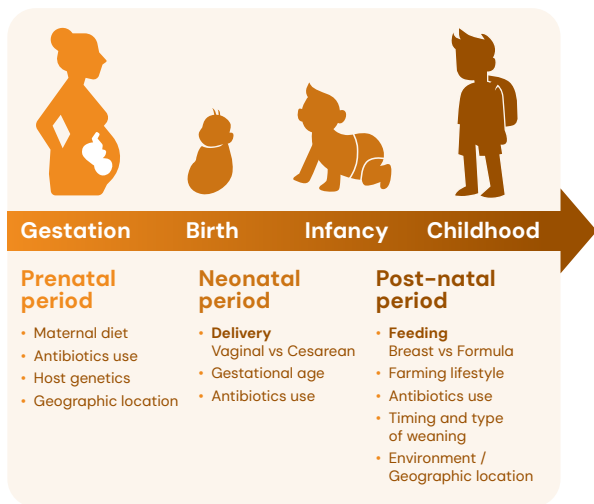 Gestation Birth Infancy Childhood
Prenatal
period
• Maternal diet
• Antibiotics use
• Host genetics
• Geographic location
Neonatal
period
• Delivery
Vaginal vs Cesarean
• Gestational age
• Antibiotics use
Post-natal
period
• Feeding
Breast vs Formula
• Farming lifestyle
• Antibiotics use
• Timing and type
of weaning
• Environment /
Geographic location